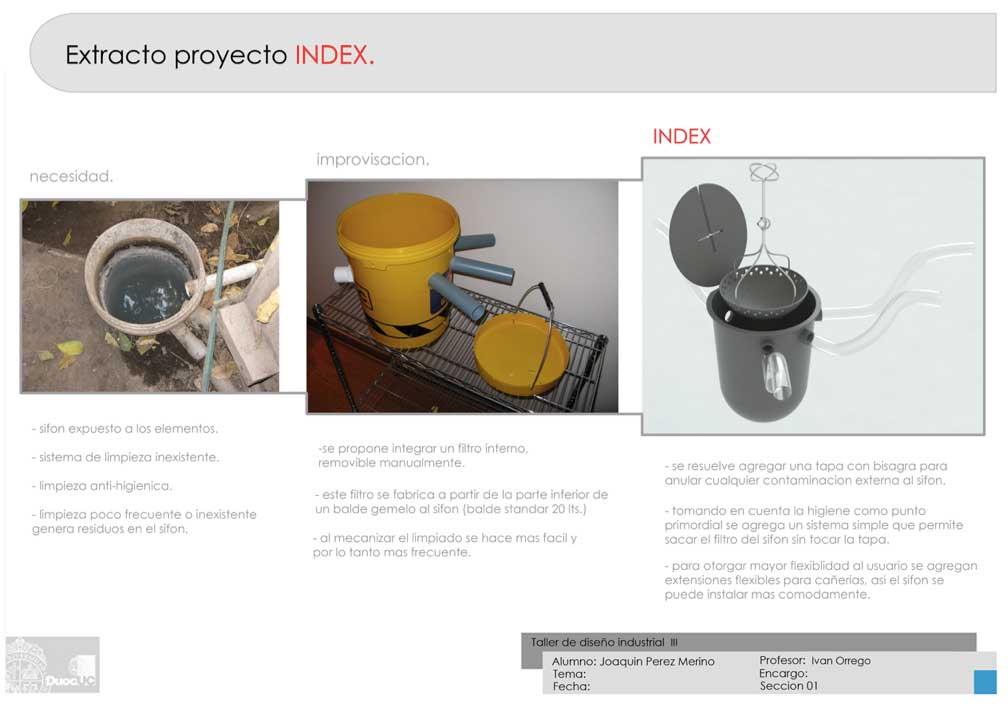 Extracto proyecto INDEX.
necesidad.
- sifon expuesto a los elementos.
- sistema de limpieza inexistente.
- limpieza anti-higienica.
- limpieza poco frecuente o inexistente
genera residuos en el sifon.
improvisacion.
-se propone integrar un filtro interno,
removible manualmente.
- este filtro se fabrica a partir de la parte inferior de
un balde gemelo al sifon (balde standar 20 lts.)
- al mecanizar el limpiado se hace mas facil y
por lo tanto mas frecuente.
INDEX
- se resuelve agregar una tapa con bisagra para
anular cualquier contaminacion externa al sifon.
- tomando en cuenta la higiene como punto
primordial se agrega un sistema simple que permite
sacar el filtro del sifon sin tocar la tapa.
- para otorgar mayor flexiblidad al usuario se agregan
extensiones flexibles para cañerias, asi el sifon se
puede instalar mas comodamente.
Duoc UC
Taller de diseño industrial III
Alumno: Joaquin Perez Merino
Profesor: Ivan Orrego
Tema:
Encargo:
Fecha:
Seccion 01